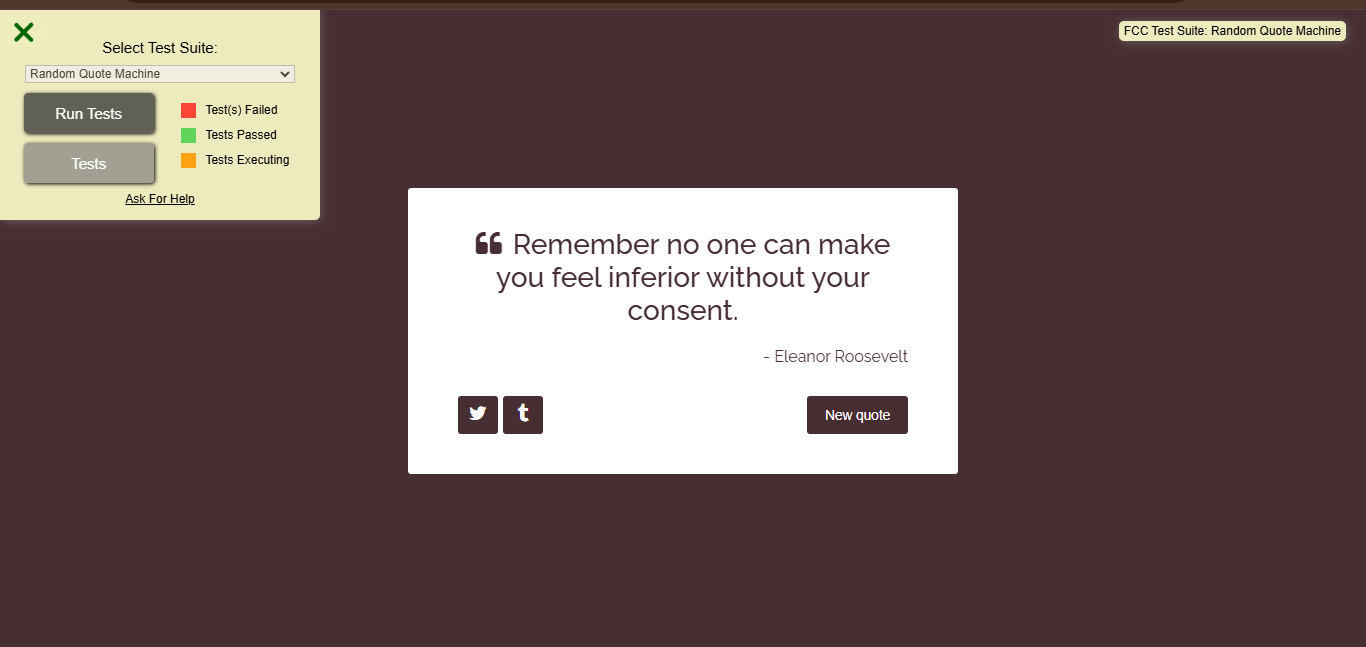 Select Test Suite:
Random Quote Machine
Run Tests
Tests
Test(s) Failed
Tests Passed
Tests Executing
Ask For Help
FCC Test Suite: Random Quote Machine
“ Remember no one can make
you feel inferior without your
consent.
- Eleanor Roosevelt
New quote